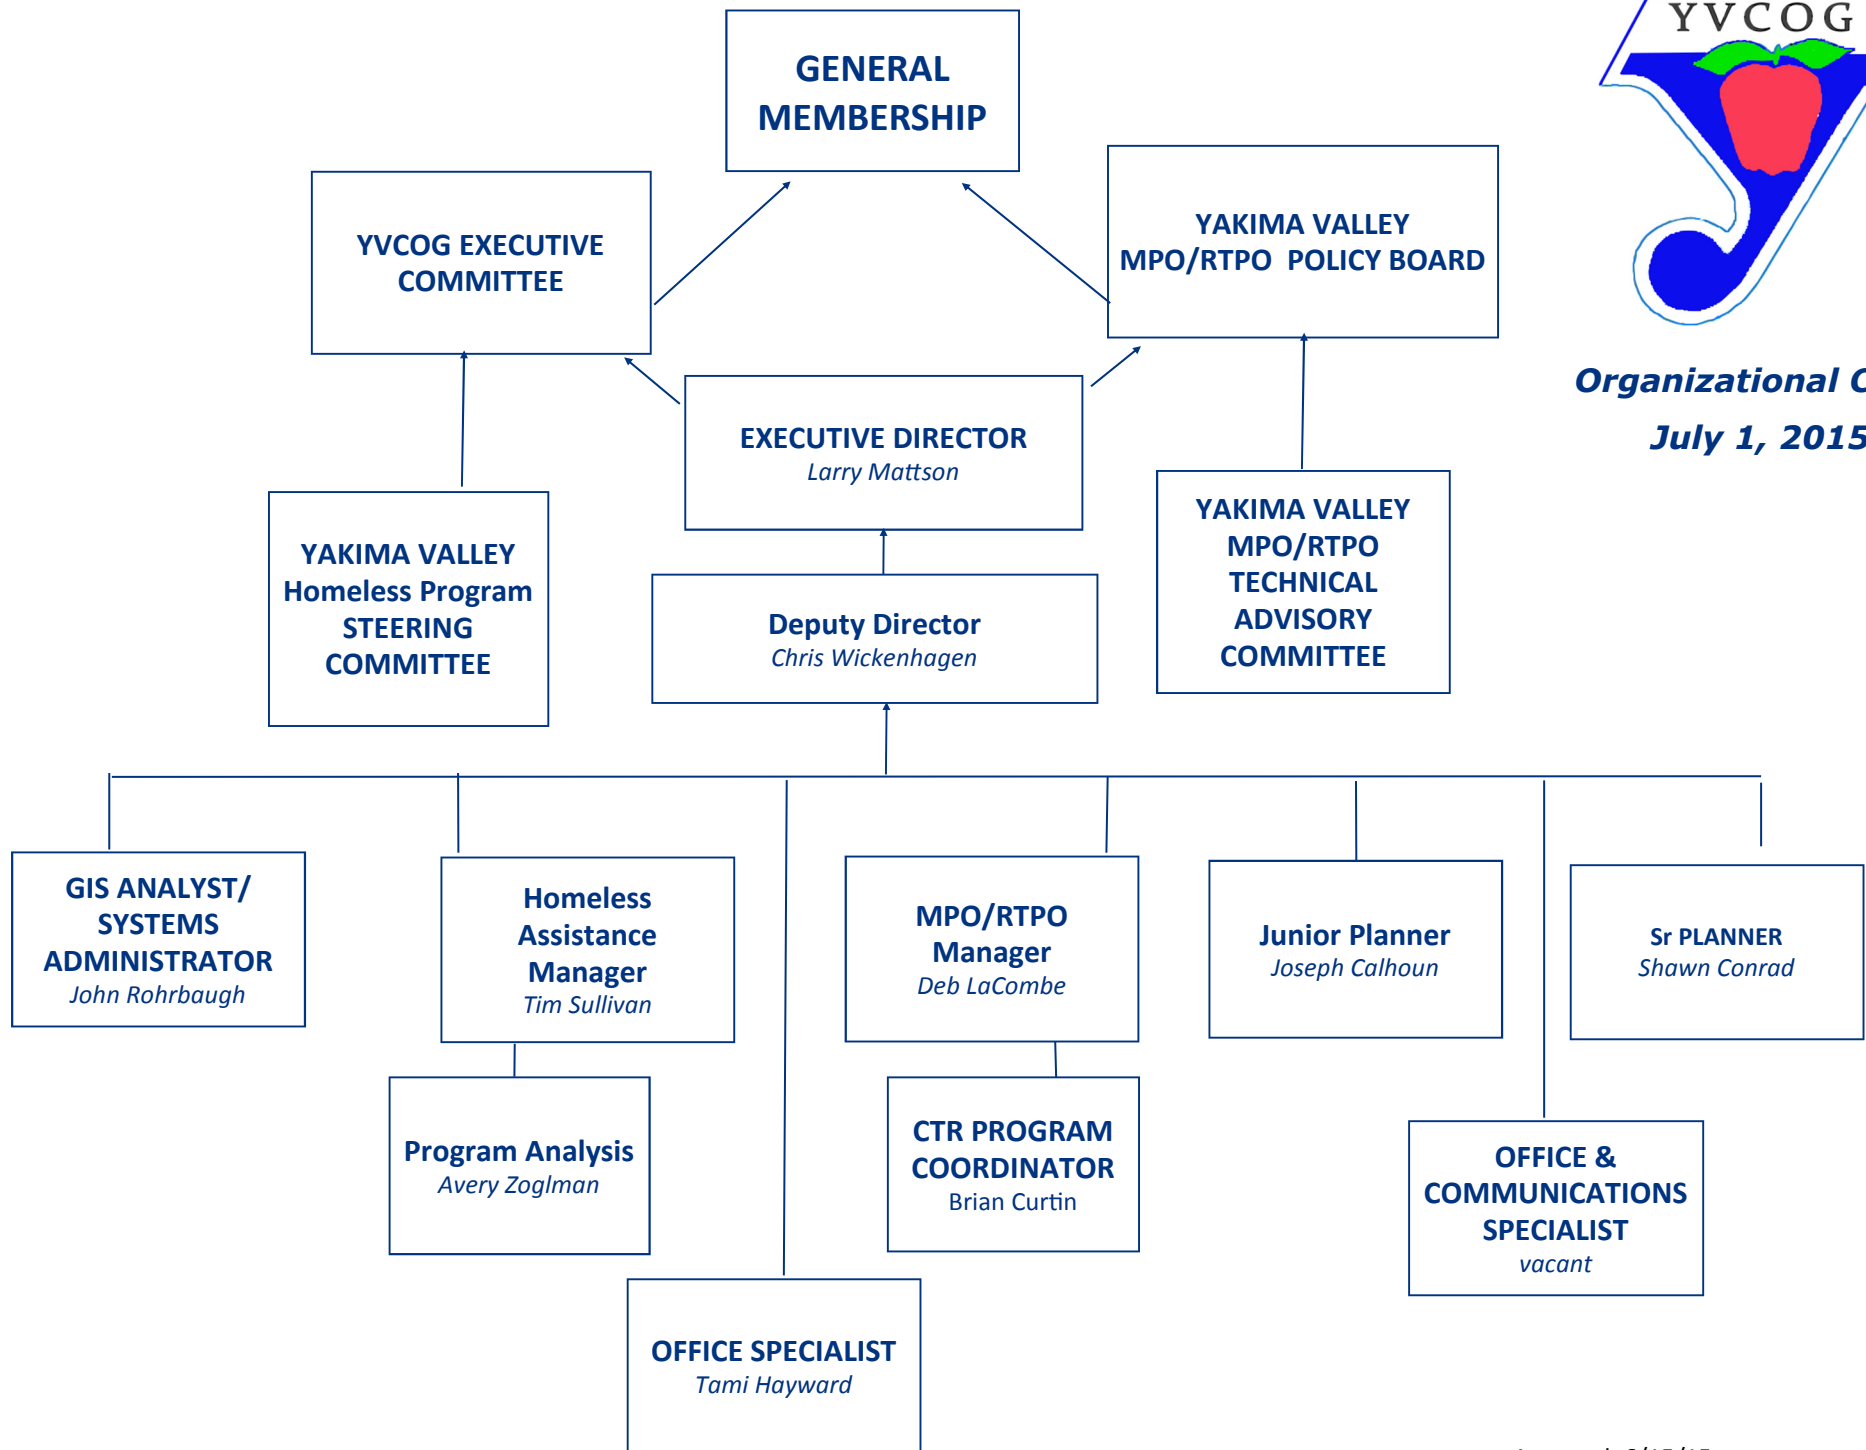 YVCOG
GENERAL
MEMBERSHIP
YVCOG EXECUTIVE
COMMITTEE
YAKIMA VALLEY
MPO/RTPO POLICY BOARD
Organizational
July 1, 2015
EXECUTIVE DIRECTOR
Larry Mattson
YAKIMA VALLEY
Homeless Program
STEERING
COMMITTEE
YAKIMA VALLEY
MPO/RTPO
TECHNICAL
ADVISORY
COMMITTEE
Deputy Director
Chris Wickenhagen
GIS ANALYST/
SYSTEMS
ADMINISTRATOR
John Rohrbaugh
Homeless
Assistance
Manager
Tim Sullivan
MPO/RTPO
Manager
Deb LaCombe
Junior Planner
Joseph Calhoun
Sr PLANNER
Shawn Conrad
Program Analysis
Avery Zoglman
CTR PROGRAM
COORDINATOR
Brian Curtin
OFFICE &
COMMUNICATIONS
SPECIALIST
vacant
OFFICE SPECIALIST
Tami Hayward